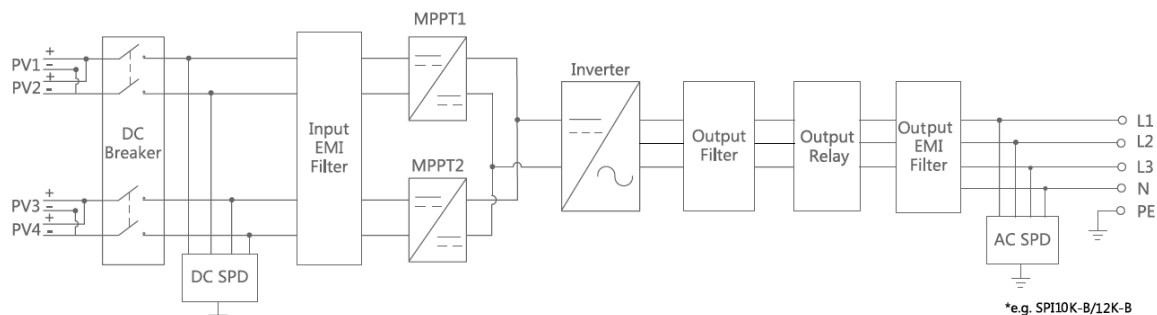 MPPT1
+
PV1 -
+
PV2 -
DC
Breaker
Input
EMI
Filter
Inverter
Output
Filter
Output
Relay
Output
EMI
Filter
L1
L2
L3
N
PE
MPPT2
+
PV3 -
+
PV4 -
DC SPD
AC SPD
*e.g. SPI10K-B/12K-B